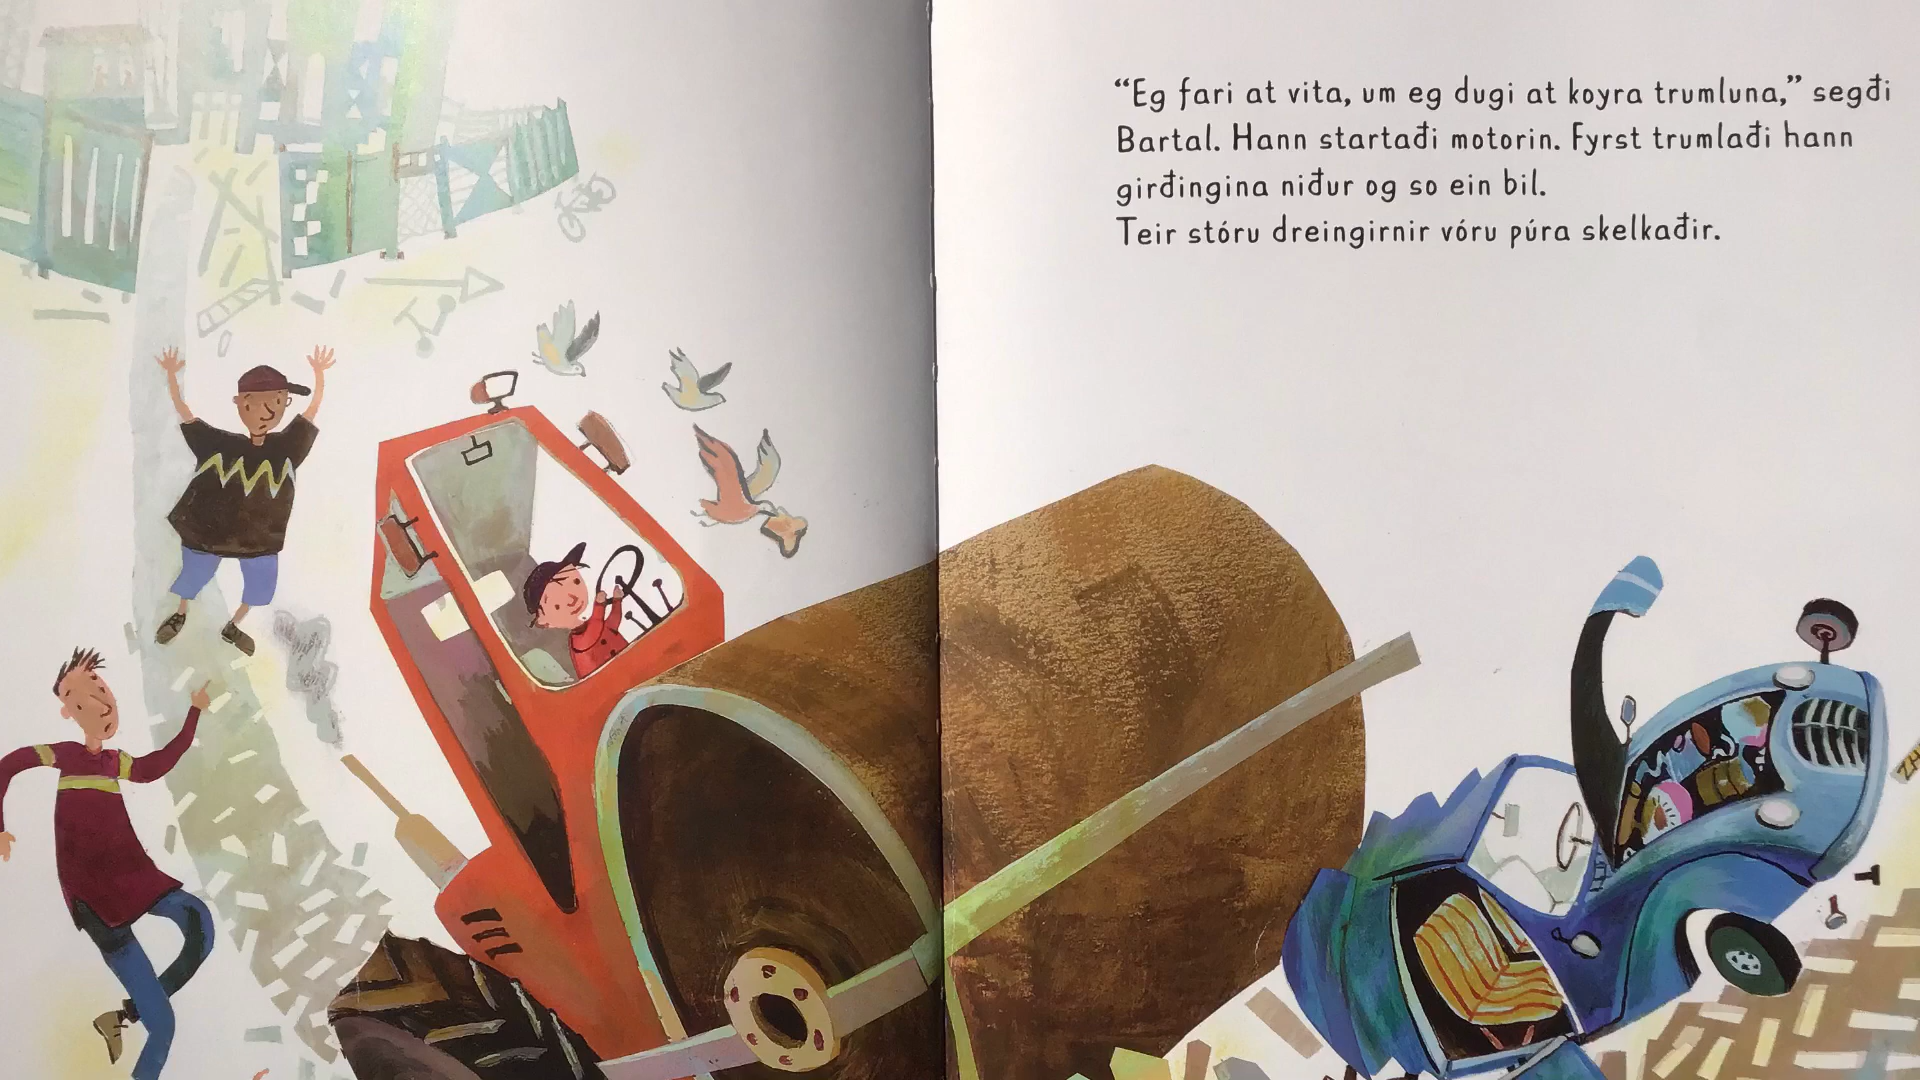 “Eg fari at vita, um eg dugi at koyra trumluna,” segði
Bartal. Hann startaði motorin. Fyrst trumlaði hann
girðingina niður og so ein bil.
Teir stóru dreingirnir vóru púra skelkaðir.